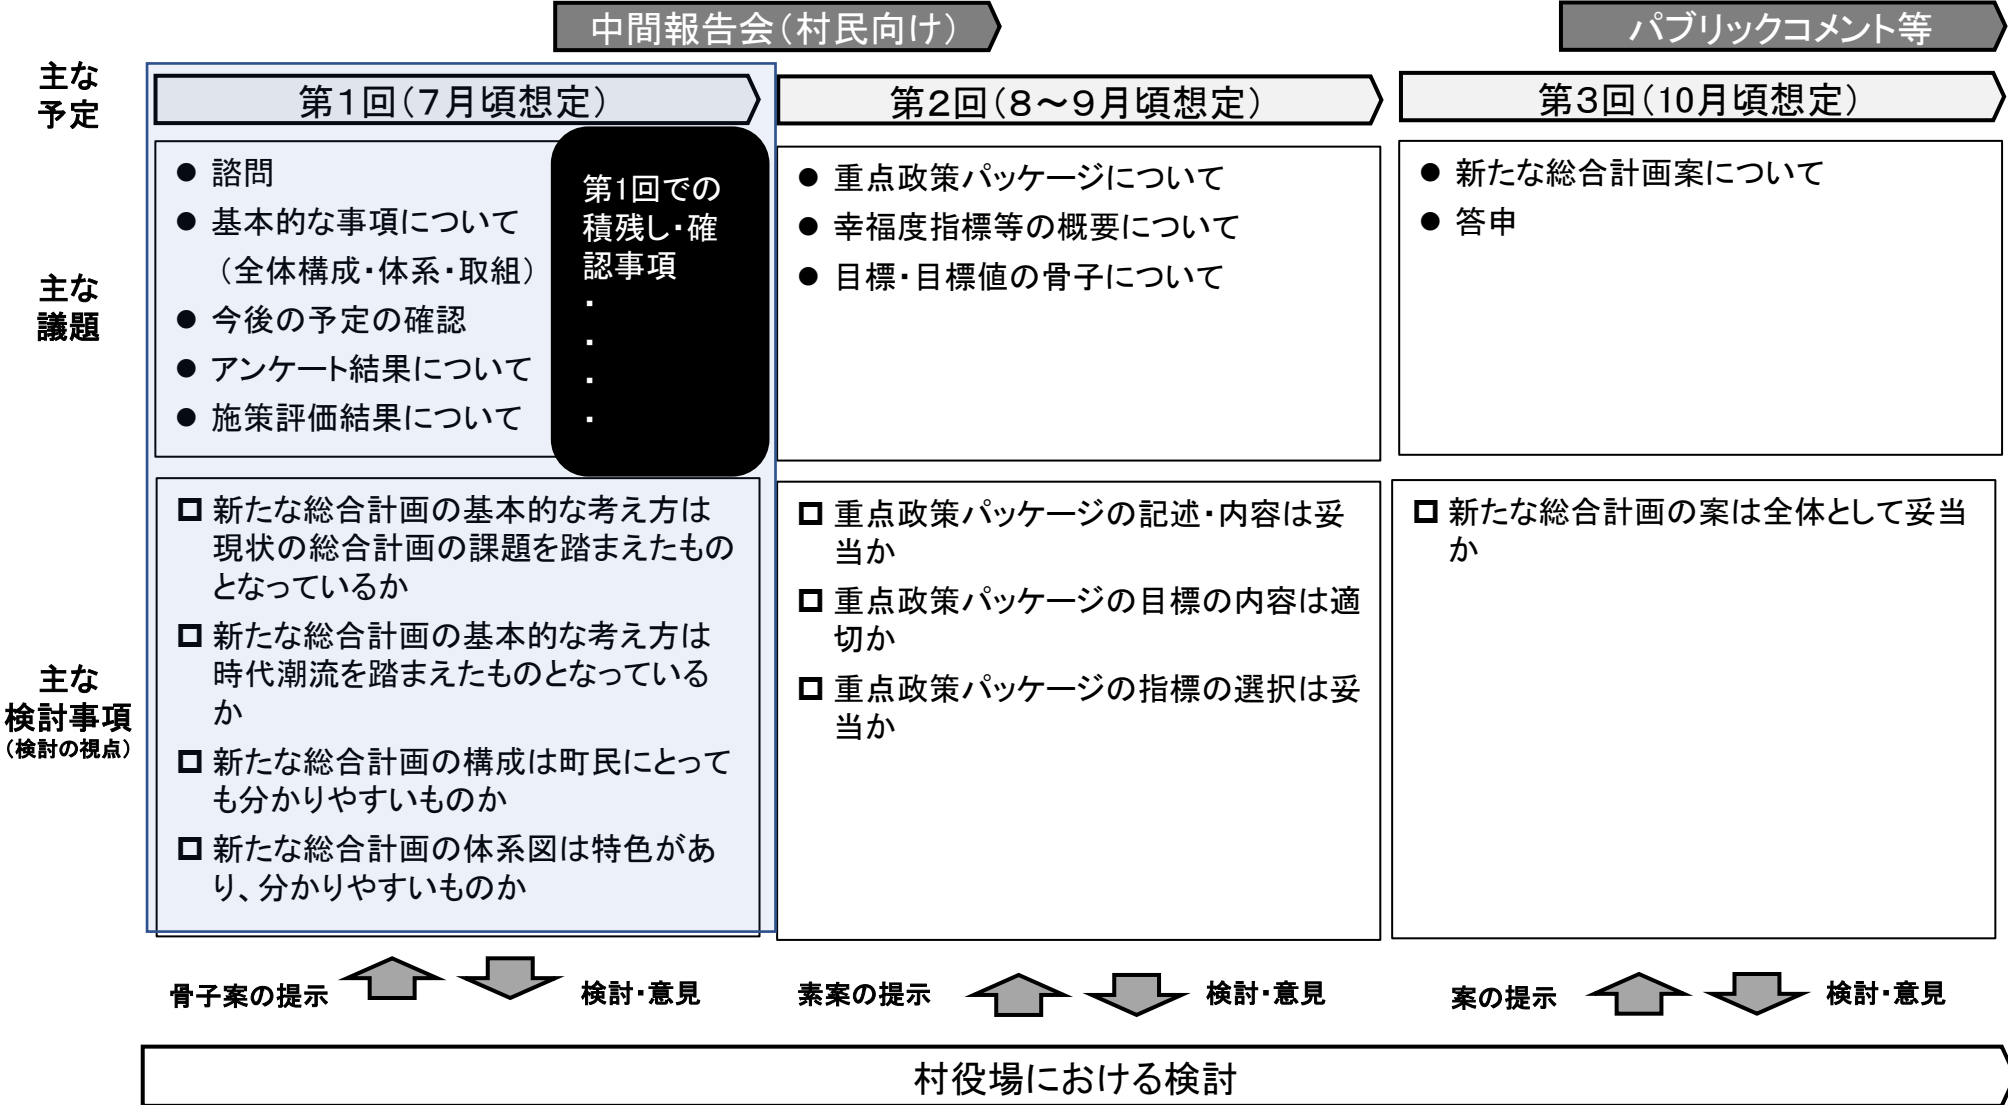 中間報告会（村民向け）
パブリックコメント等
主な
予定
第１回（７月頃想定）
第２回（８～９月頃想定）
第３回（10月頃想定）
主な
議題
● 諮問
● 基本的な事項について
（全体構成・体系・取組）
● 今後の予定の確認
● アンケート結果について
● 施策評価結果について
第1回での
積残し・確
認事項
・
・
・
・
● 重点政策パッケージについて
● 幸福度指標等の概要について
● 目標・目標値の骨子について
● 新たな総合計画案について
● 答申
主な
検討事項
（検討の視点）
□ 新たな総合計画の基本的な考え方は
現状の総合計画の課題を踏まえたもの
となっているか
□ 新たな総合計画の基本的な考え方は
時代潮流を踏まえたものとなっている
か
□ 新たな総合計画の構成は町民にとって
も分かりやすいものか
□ 新たな総合計画の体系図は特色があ
り、分かりやすいものか
□ 重点政策パッケージの記述・内容は妥
当か
□ 重点政策パッケージの目標の内容は適
切か
□ 重点政策パッケージの指標の選択は妥
当か
□ 新たな総合計画の案は全体として妥当
か
骨子案の提示
検討・意見
素案の提示
検討・意見
案の提示
検討・意見
村役場における検討